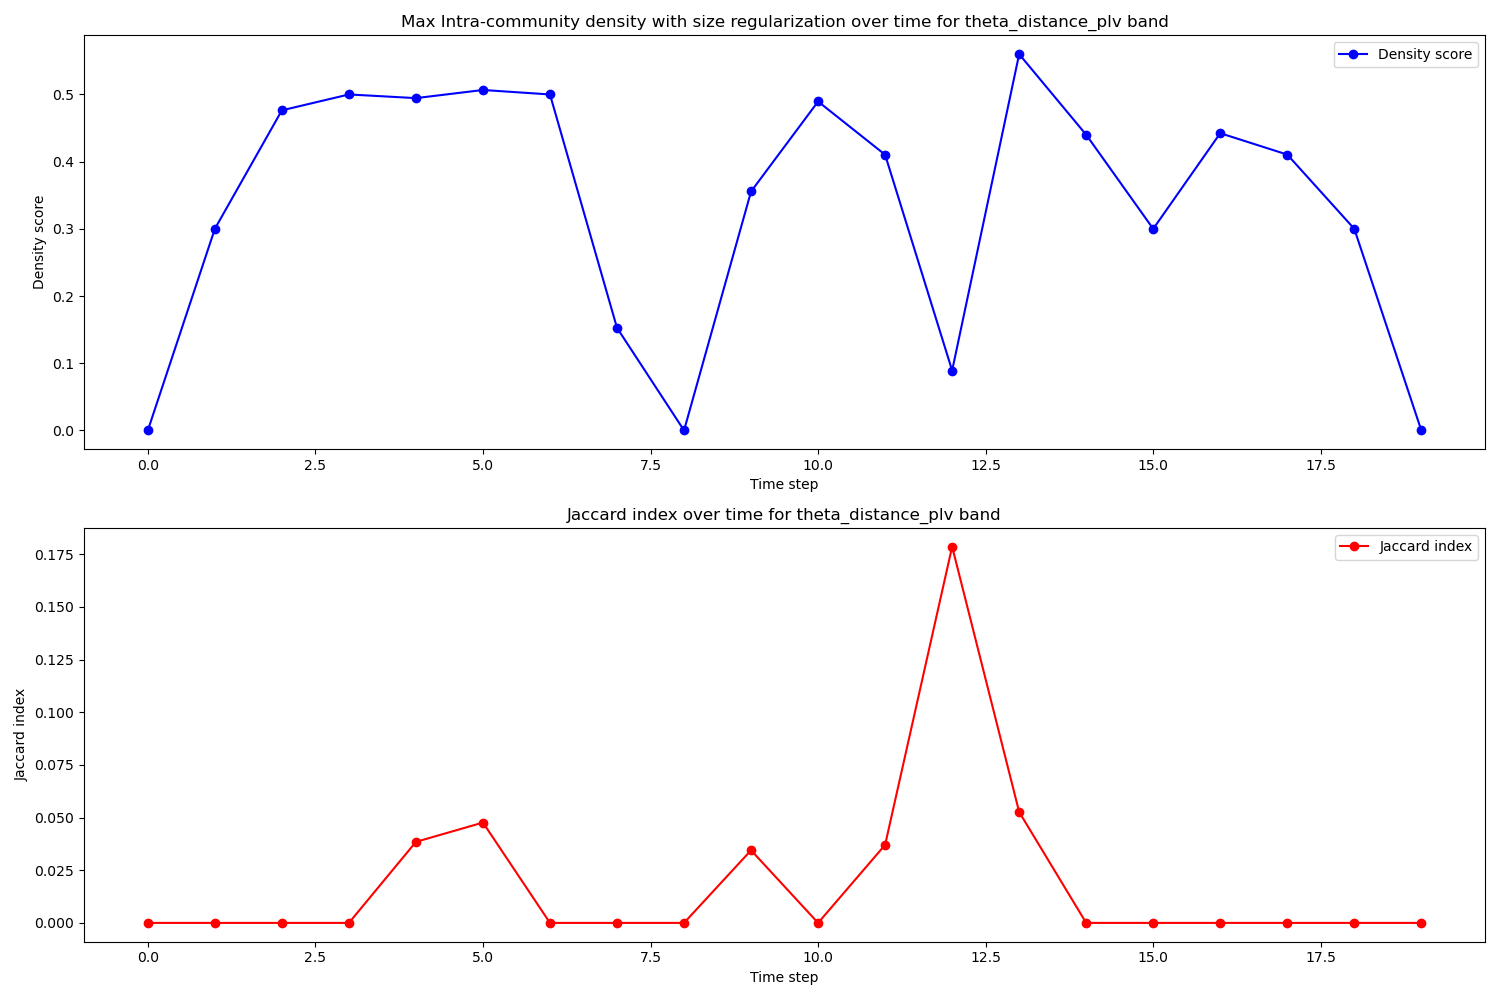 Max Intra-community density with size regularization over time for theta_distance_plv band
Density score
0.5
0.4
0.3
0.2
0.1
0.0
Density score
0.0 2.5 5.0 7.5 10.0 12.5 15.0 17.5
Time step
Jaccard index over time for theta_distance_plv band
Jaccard index
0.175
0.150
0.125
0.100
0.075
0.050
0.025
0.000
Jaccard index
0.0 2.5 5.0 7.5 10.0 12.5 15.0 17.5
Time step